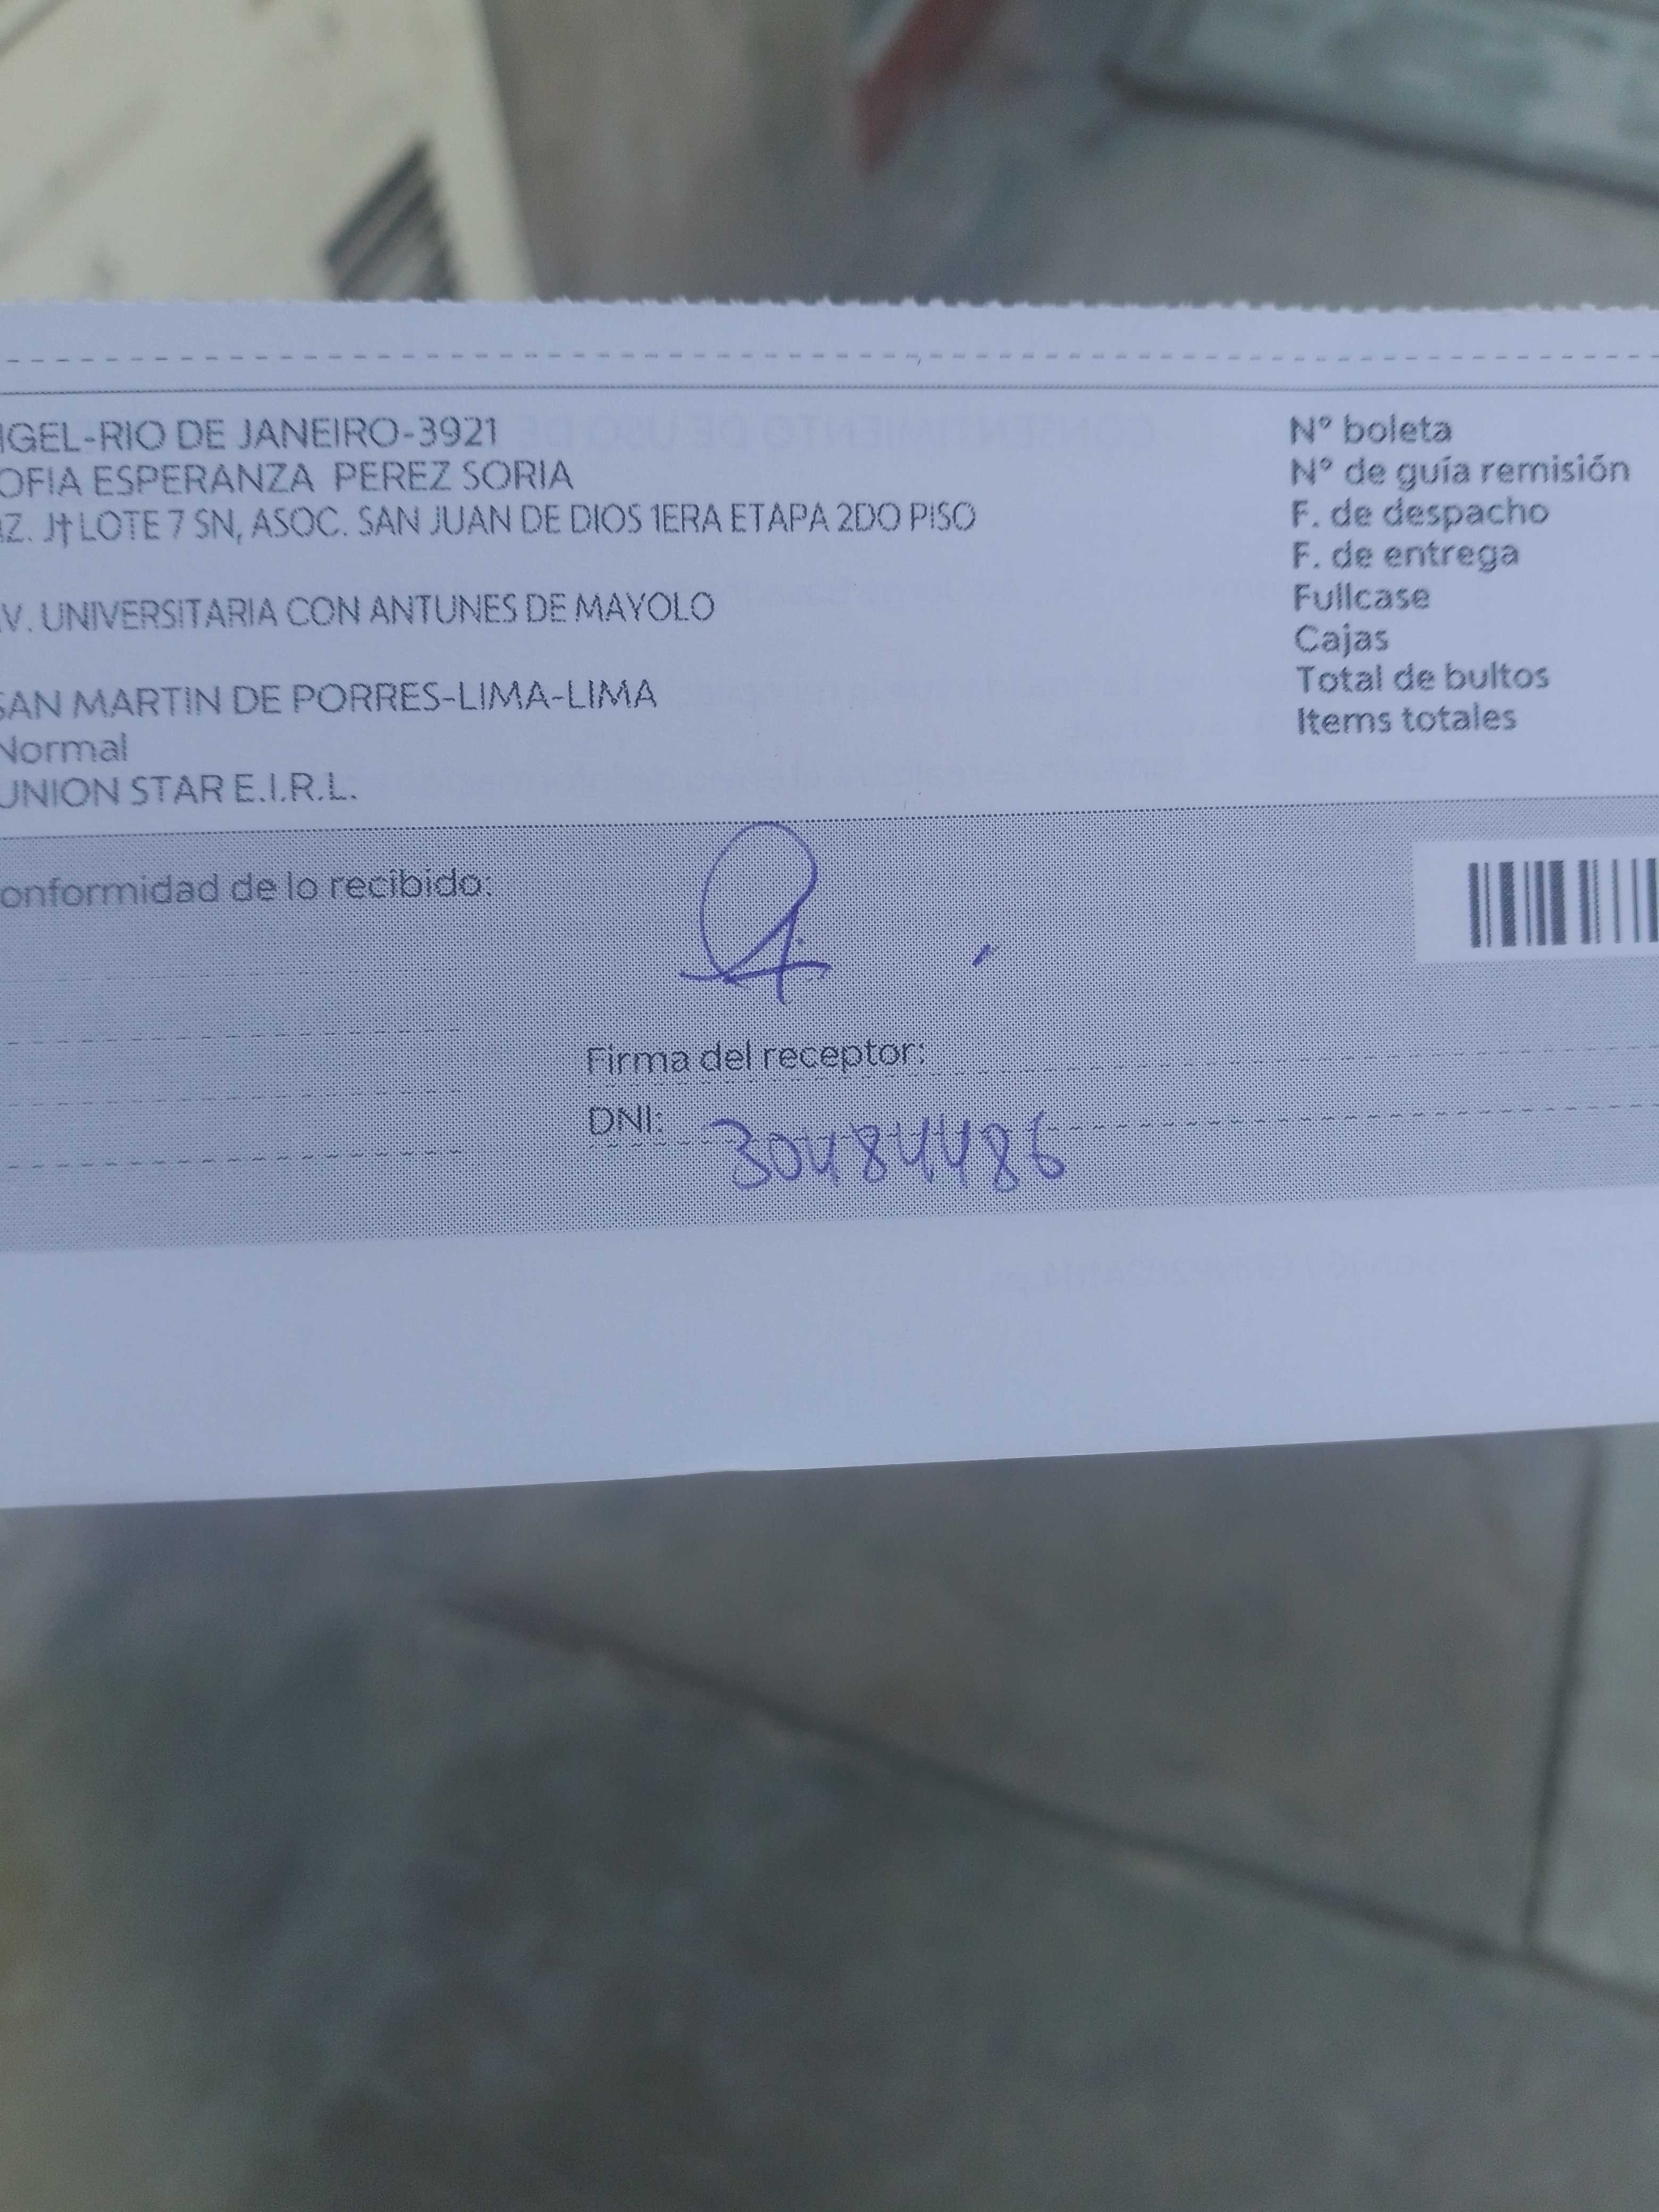 IGEL-RIO DE JANEIRO-3921
OFIA ESPERANZA PEREZ SORIA
Z. J† LOTE 7 SN, ASOC. SAN JUAN DE DIOS 1ERA ETAPA 2DO PISO
V. UNIVERSITARIA CON ANTUNES DE MAYOLO
SAN MARTIN DE PORRES-LIMA-LIMA
Normal
UNION STAR E.I.R.L.
N° boleta
N° de guía remisión
F. de despacho
F. de entrega
Fullcase
Cajas
Total de bultos
Items totales
onformidad de lo recibido:
Firma del receptor:
DNI: 30484486